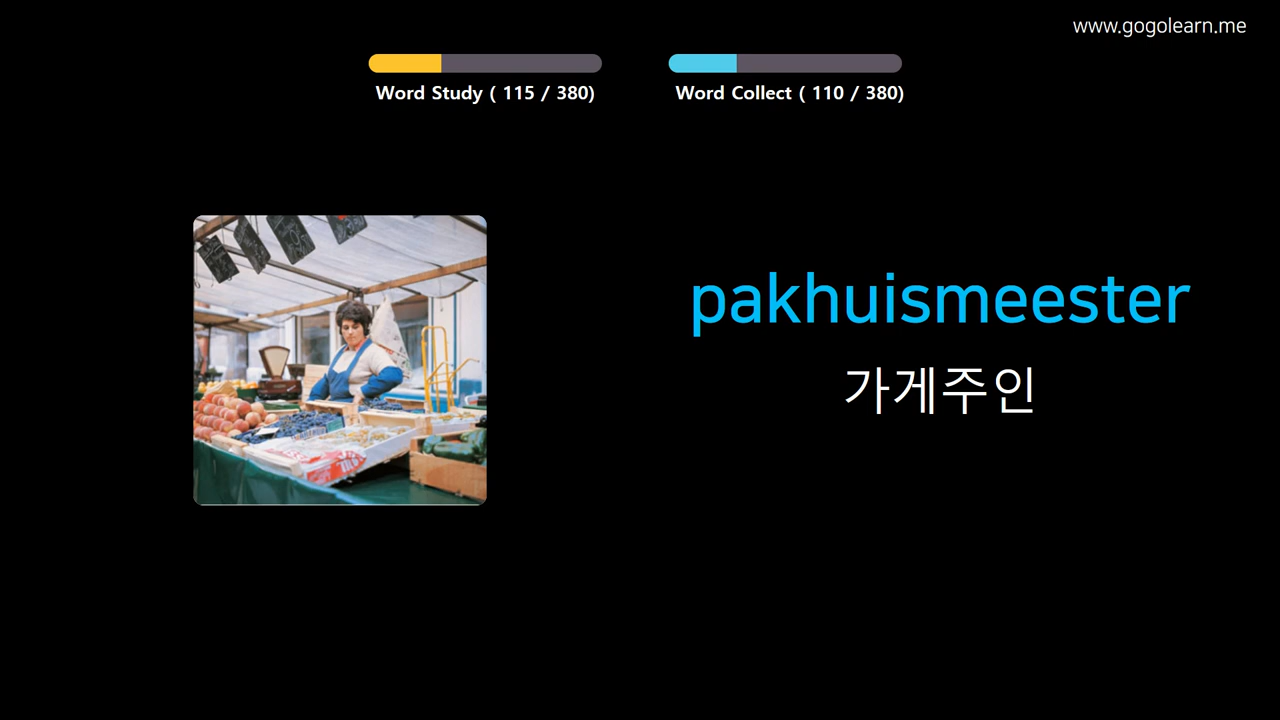 www.gogolearn.me
Word Study ( 115 / 380)
Word Collect ( 110 / 380)
pakhuismeester
가게주인